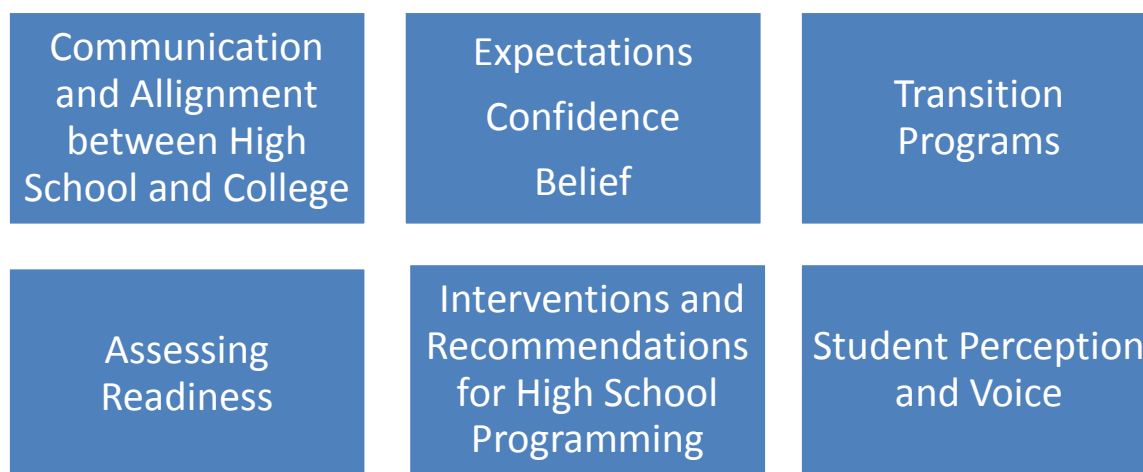 Communication
and Allignment
between High
School and College
Expectations
Confidence
Belief
Transition
Programs
Assessing
Readiness
Interventions and
Recommendations
for High School
Programming
Student Perception
and Voice